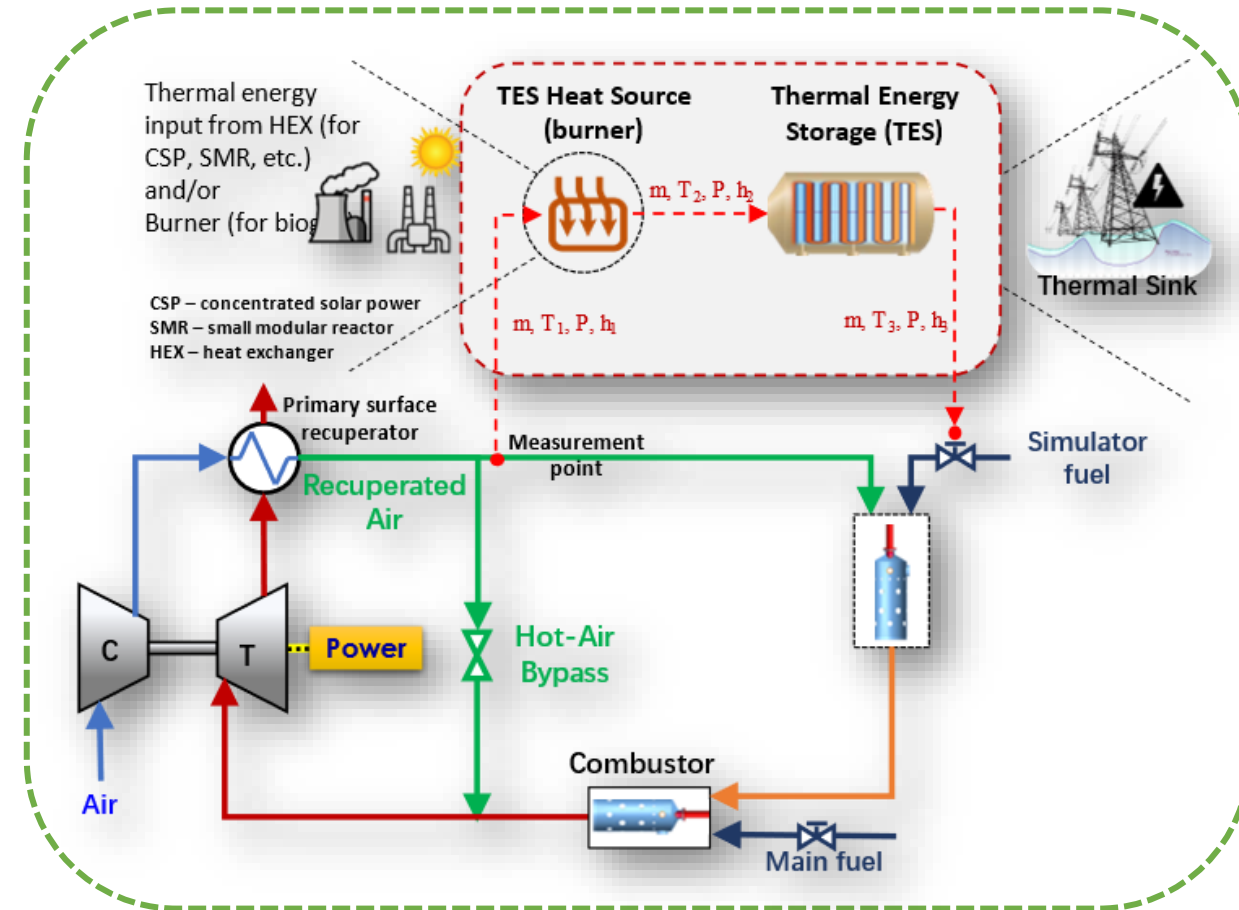 Thermal energy
input from HEX (for
CSP, SMR, etc.)
and/or
Burner (for
TES Heat Source
(burner)
Thermal Energy
Storage (TES)
m, T₂, P, h₂
m, T₁, P, h₁
m, T₃, P, h₃
Thermal Sink
CSP – concentrated solar power
SMR – small modular reactor
HEX – heat exchanger
Primary surface
recuperator
Measurement
point
Recuperated
Air
Simulator
fuel
C
T
Power
Hot-Air
Bypass
Air
Combustor
Main fuel